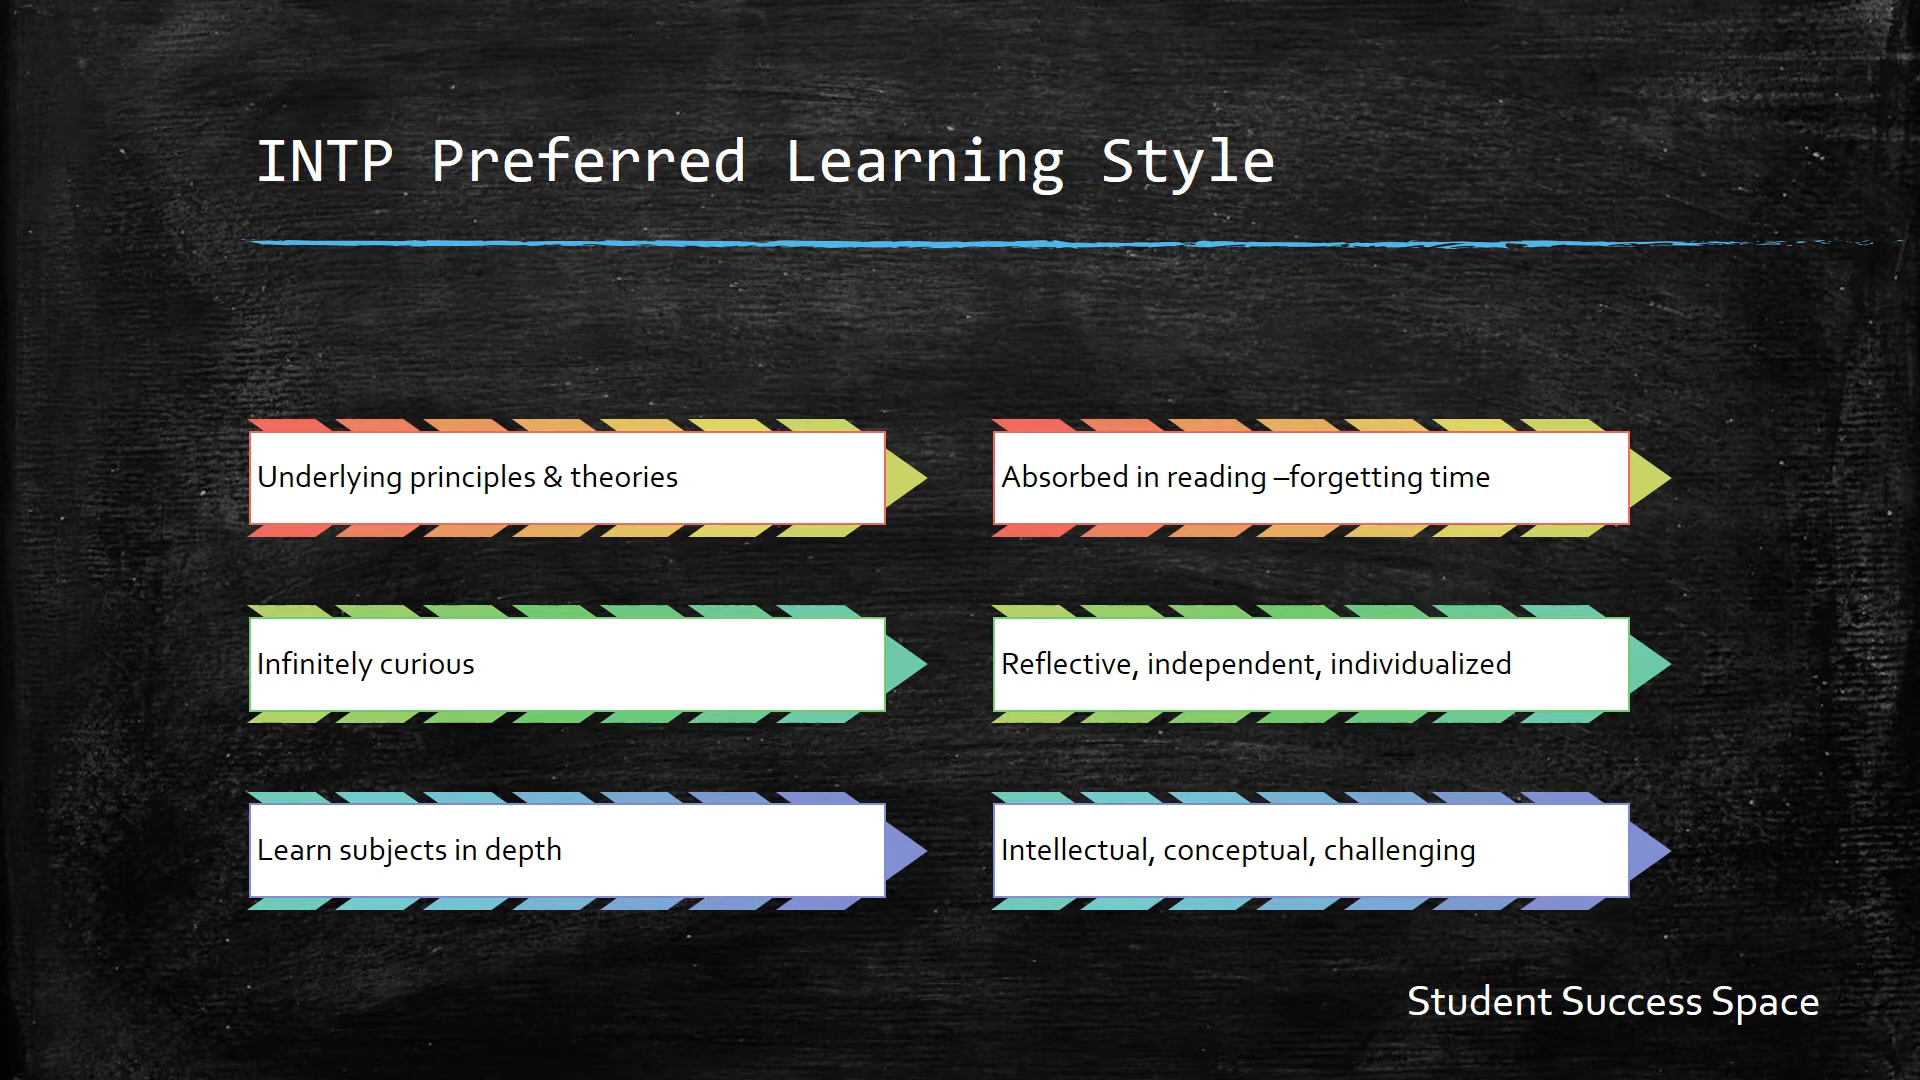 INTP Preferred Learning Style
Underlying principles & theories
Absorbed in reading –forgetting time
Infinitely curious
Reflective, independent, individualized
Learn subjects in depth
Intellectual, conceptual, challenging
Student Success Space